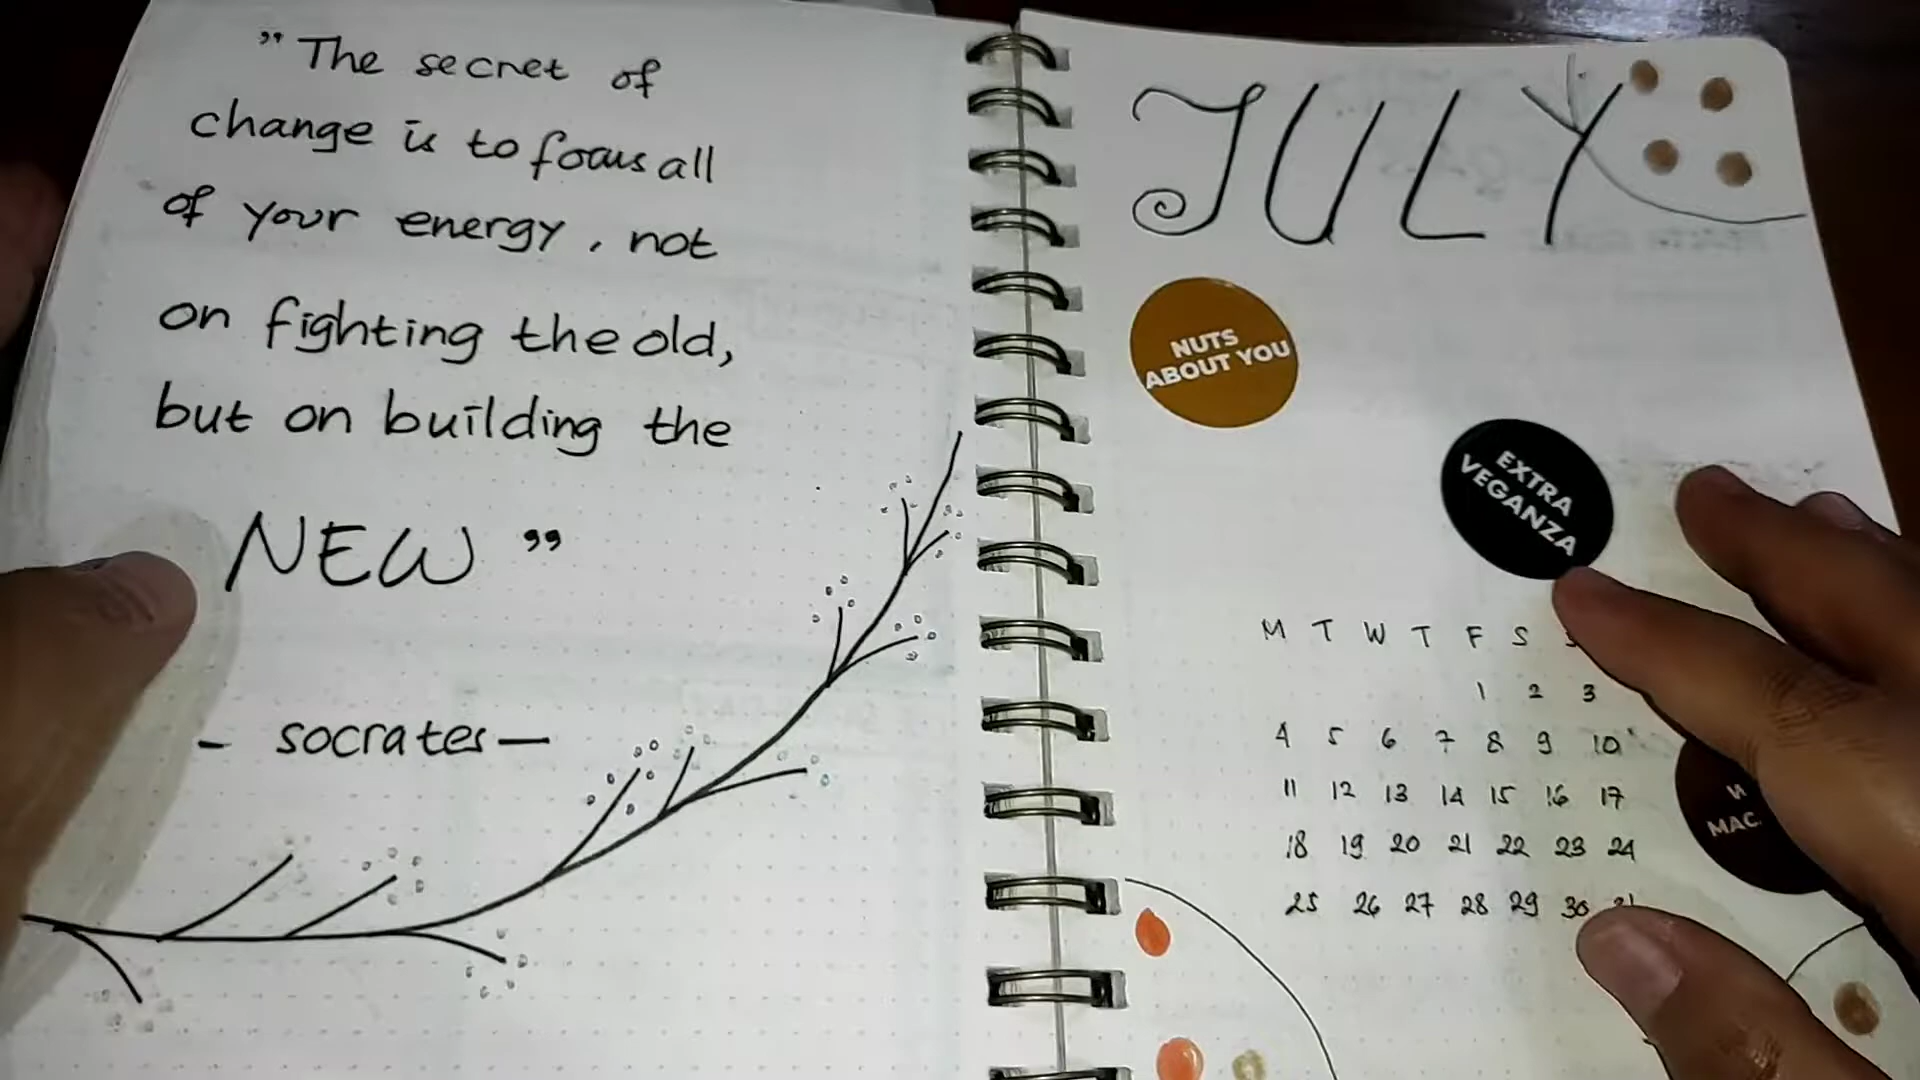 "The secret of
change is to focus all
of your energy, not
on fighting the old,
but on building the
NEW"
- socrates -
JULY
NUTS
ABOUT YOU
EXTRA
VEGANZA
M T W T F S
1 2 3
4 5 6 7 8 9 10
11 12 13 14 15 16 17
18 19 20 21 22 23 24
25 26 27 28 29 30